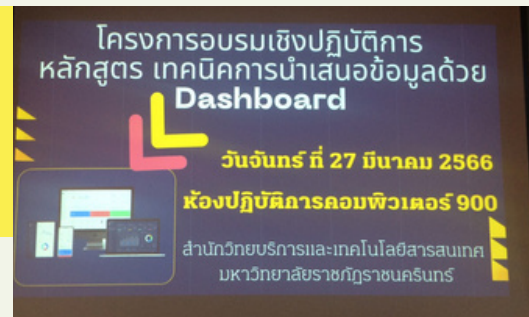 โครงการอบรมเชิงปฏิบัติการ
หลักสูตร เทคนิคการนำเสนอข้อมูลด้วย
Dashboard
วันจันทร์ ที่ 27 มีนาคม 2566
ห้องปฏิบัติการคอมพิวเตอร์ 900
สำนักวิทยบริการและเทคโนโลยีสารสนเทศ
มหาวิทยาลัยราชภัฏราชนครินทร์